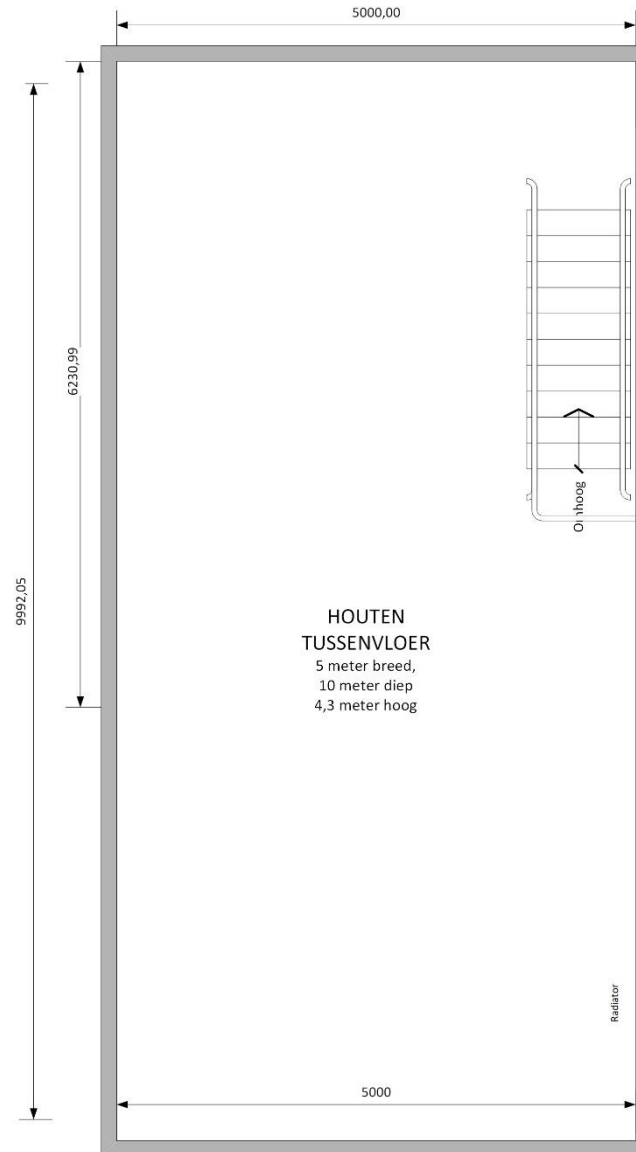 5000,00
6230,99
9992,05
Omhoog
HOUTEN
TUSSENVLOER
5 meter breed,
10 meter diep
4,3 meter hoog
Radiator
5000